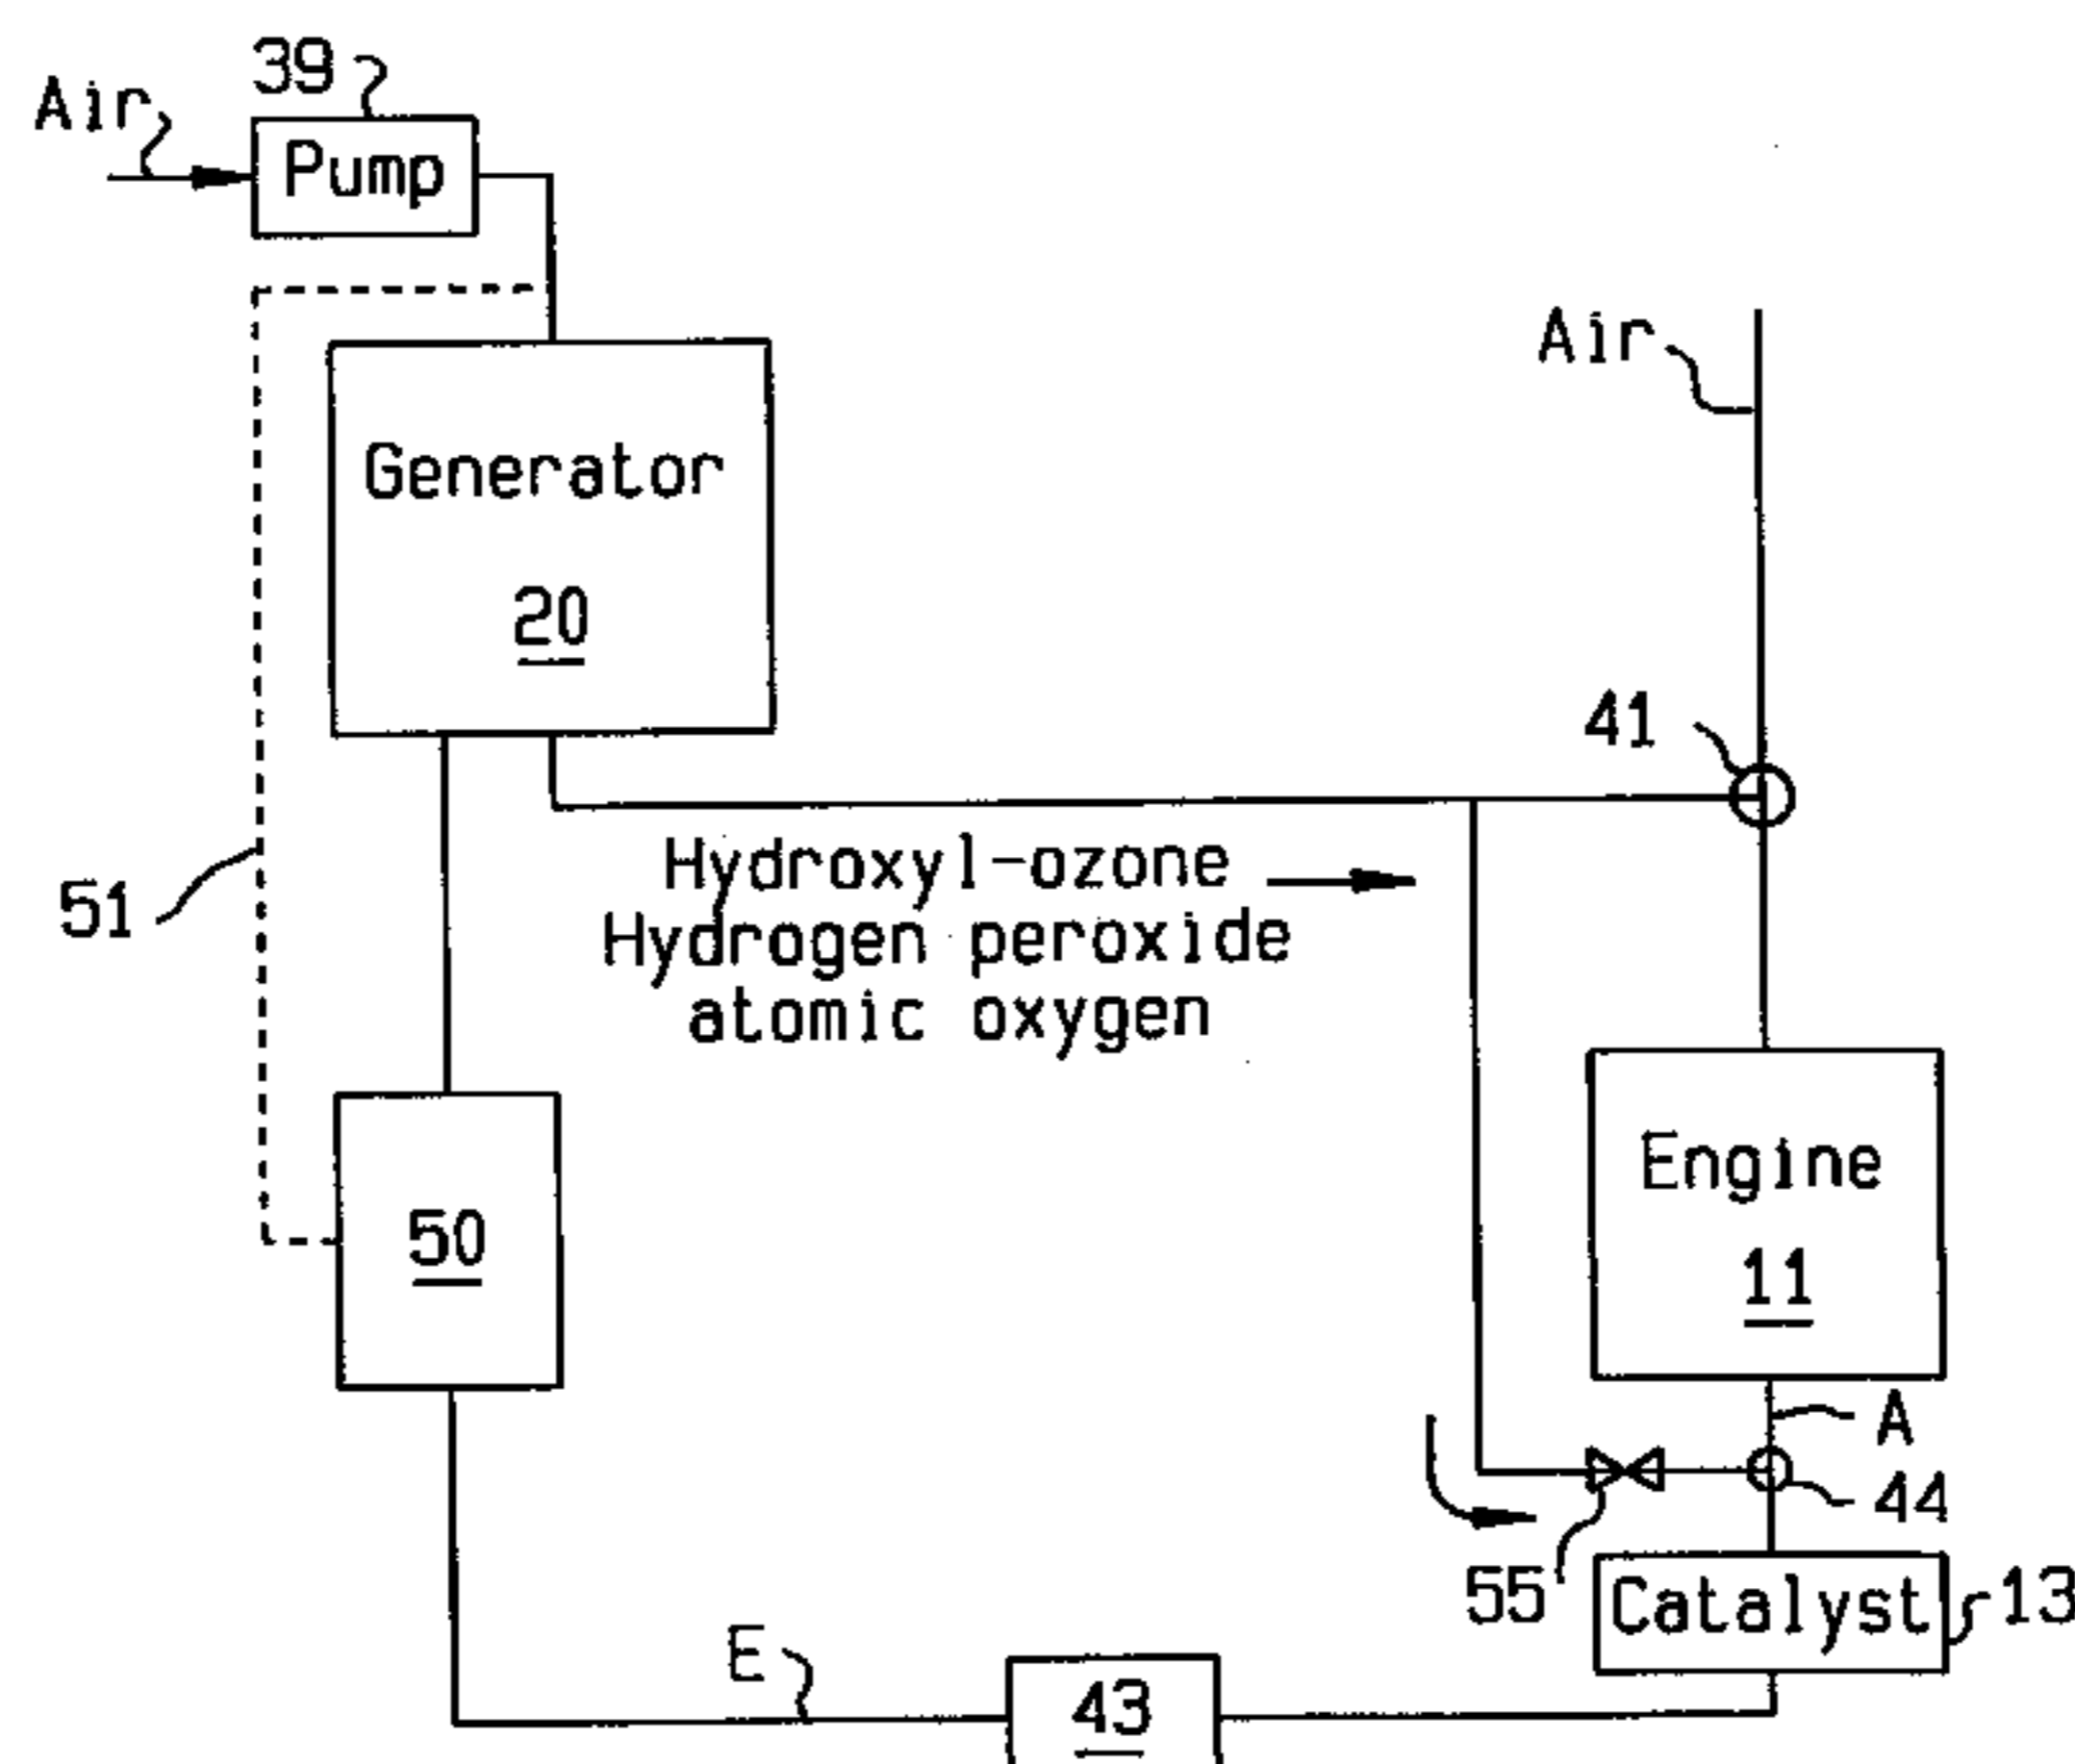 39
Air
Pump
Air
Generator
20
41
51
Hydroxyl-ozone
Hydrogen peroxide
atomic oxygen
Engine
11
50
A
44
55
Catalyst
13
E
43